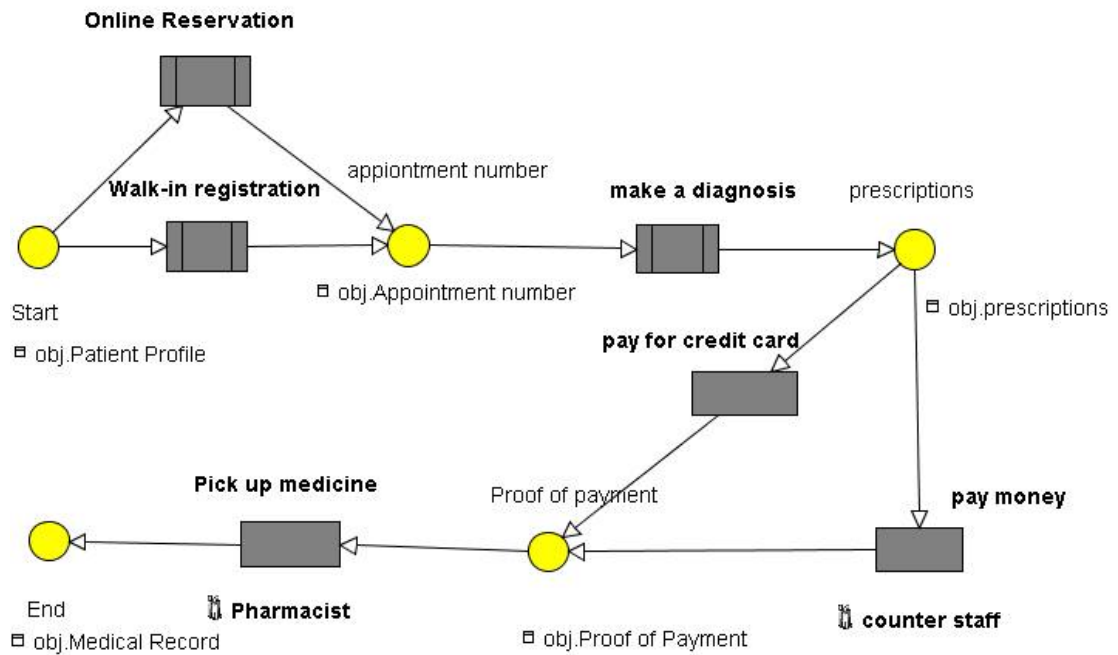 Online Reservation
appiontment number
Walk-in registration
make a diagnosis
prescriptions
obj.Appointment number
Start
obj.prescriptions
obj.Patient Profile
pay for credit card
Pick up medicine
Proof of payment
pay money
End
Pharmacist
counter staff
obj.Medical Record
obj.Proof of Payment